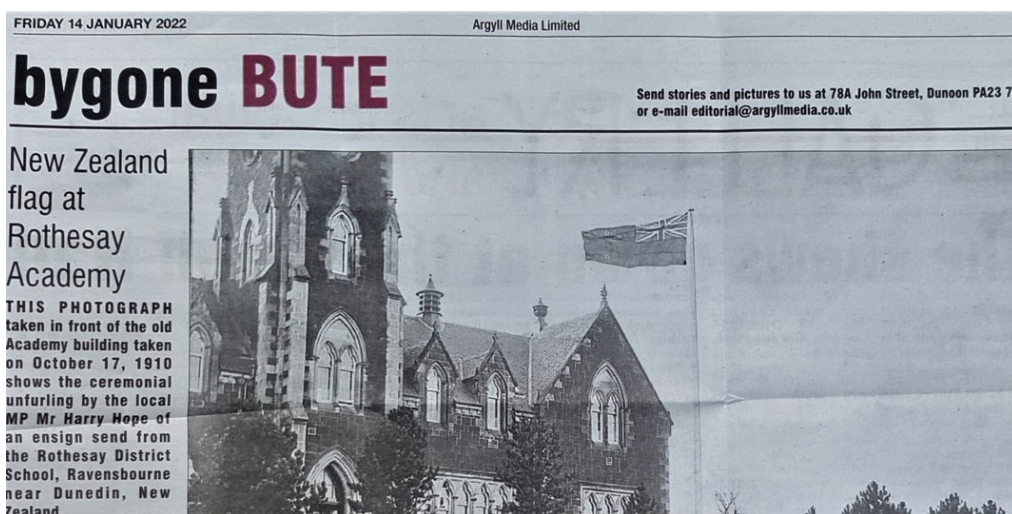 FRIDAY 14 JANUARY 2022
Argyll Media Limited
bygone BUTE
Send stories and pictures to us at 78A John Street, Dunoon PA23 7
or e-mail editorial@argyllmedia.co.uk
New Zealand
flag at
Rothesay
Academy
THIS PHOTOGRAPH
taken in front of the old
Academy building taken
on October 17, 1910
shows the ceremonial
unfurling by the local
MP Mr Harry Hope of
an ensign send from
the Rothesay District
School, Ravensbourne
near Dunedin, New
Zealand